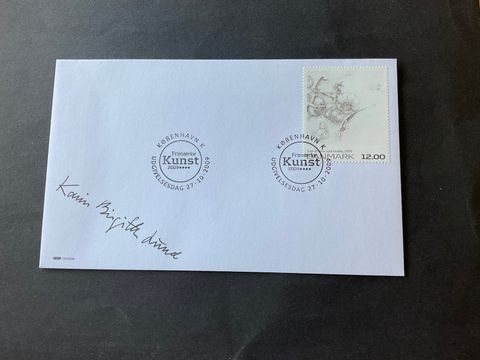 DANMARK 12.00
KØBENHAVN K
Frimærke
Kunst
2009
UDGIVELSESDAG 27-10-2009
KØBENHAVN K
Frimærke
Kunst
2009
UDGIVELSESDAG 27-10-2009
Karin Birgitte Lund